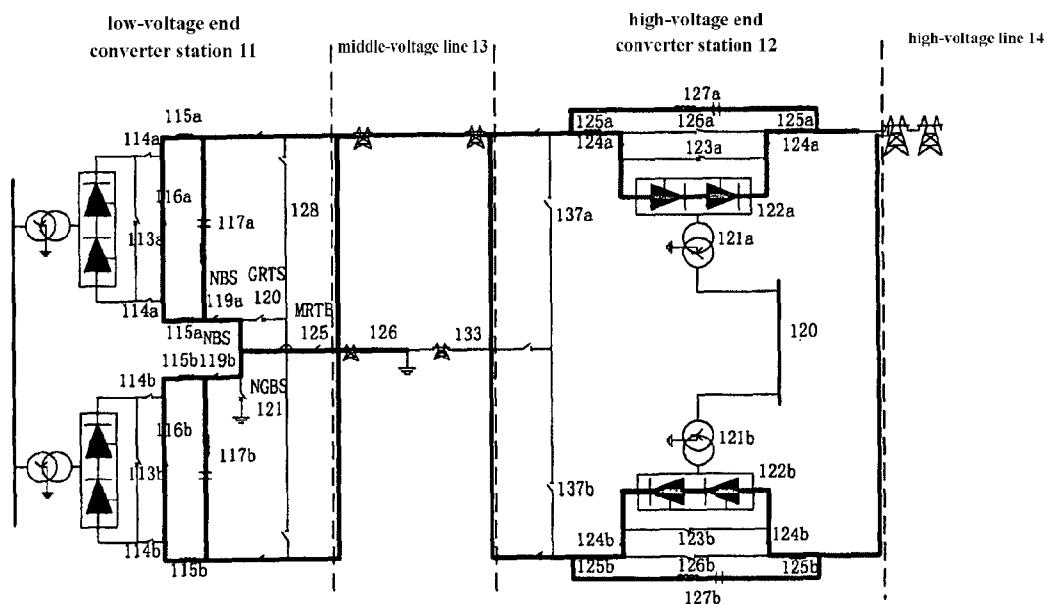 low-voltage end
converter station 11
middle-voltage line 13
high-voltage end
converter station 12
high-voltage line 14
115a
114a
116a
113a
117a
128
NBS
GRTS
119a
120
114a
115a
MRTB
125
126
133
NBS
115b
119b
114b
NGBS
121
116b
117b
113b
114b
115b
127a
125a
126a
125a
124a
123a
124a
122a
137a
121a
120
121b
122b
137b
124b
123b
124b
125b
126b
125b
127b